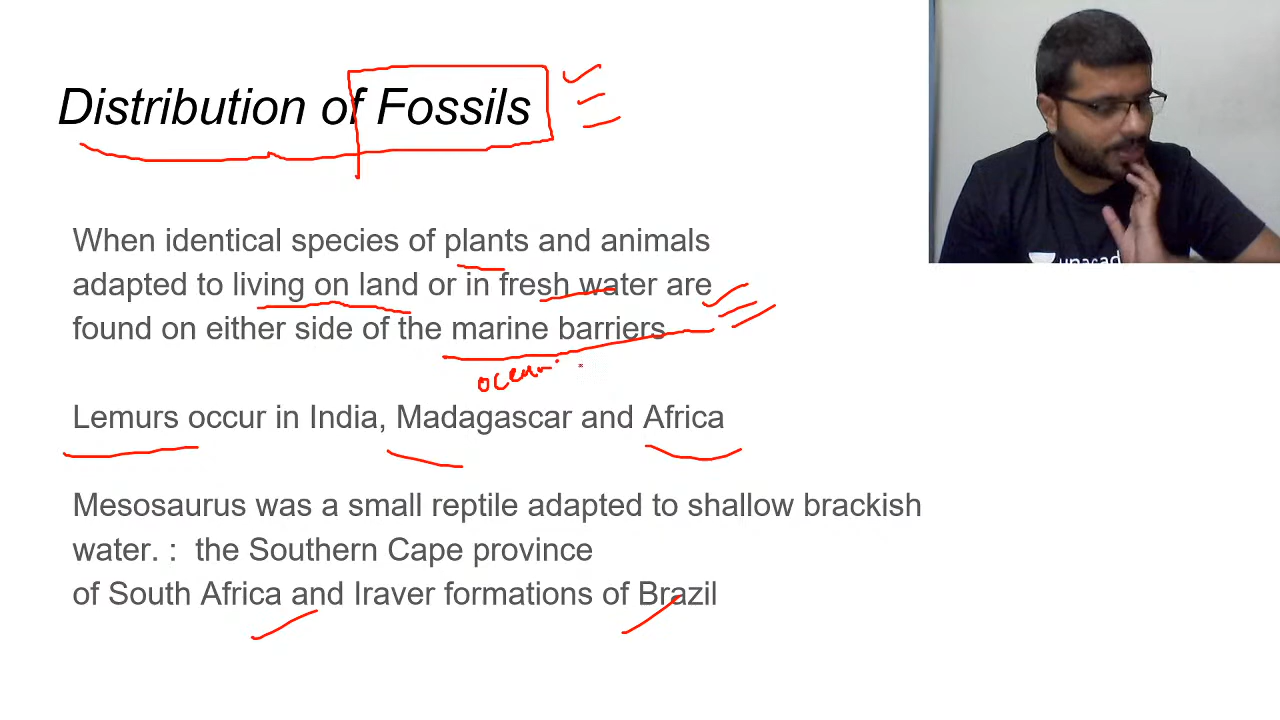 Distribution of Fossils
When identical species of plants and animals
adapted to living on land or in fresh water are
found on either side of the marine barriers
Lemurs occur in India, Madagascar and Africa
Mesosaurus was a small reptile adapted to shallow brackish
water. : the Southern Cape province
of South Africa and Iraver formations of Brazil